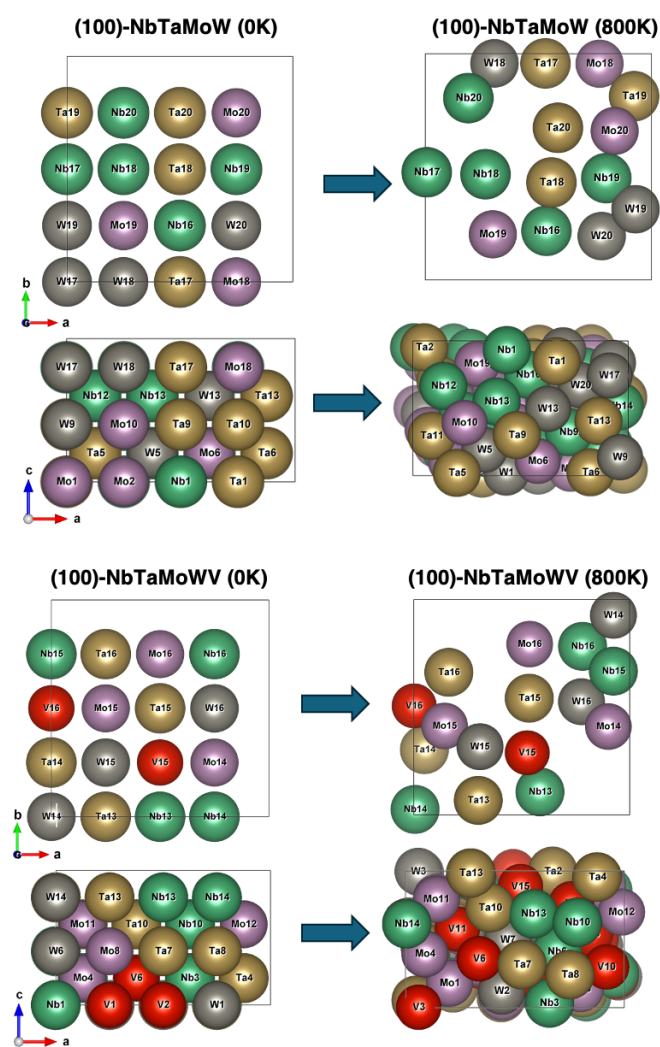 (100)-NbTaMoW (0K)
(100)-NbTaMoW (800K)
Ta19 Nb20 Ta20 Mo20
Nb17 Nb18 Ta18 Nb19
W19 Mo19 Nb16 W20
W17 W18 Ta17 Mo18
b
c a
W18 Ta17 Mo18
Nb20 Ta19
Ta20 Mo20
Nb17 Nb18 Ta18 Nb19
W19
Mo19 Nb16 W20
W17 W18 Ta17 Mo18
Nb12 Nb13 W13 Ta13
W9 Mo10 Ta9 Ta10
Ta5 W5 Mo6 Ta6
Mo1 Mo2 Nb1 Ta1
c
a
Ta2 Nb1 Ta1
Mo19 W17
Nb12 W20
Nb13 W13 Nb14
Mo10 Ta13
Ta11 Ta9 Nb9
W5 W9
Ta5 W1 Mo6 Ta6
(100)-NbTaMoWV (0K)
(100)-NbTaMoWV (800K)
Nb15 Ta16 Mo16 Nb16
V16 Mo15 Ta15 W16
Ta14 W15 V15 Mo14
W14 Ta13 Nb13 Nb14
b
a
W14
Mo16 Nb16
Ta16 Nb15
V16 Ta15 W16
Mo15 Mo14
Ta14 W15 V15
Nb14 Ta13 Nb13
W14 Ta13 Nb13 Nb14
Mo11 Ta10 Nb10 Mo12
W6 Mo8 Ta7 Ta8
Mo4 V6 Nb3 Ta4
Nb1 V1 V2 W1
c
a
W3 Ta13 Ta2 Ta4
V15
Mo11 Ta10 Mo12
Nb14 V11 Nb13 Nb10
W7
Mo4 V6 Ta7 Ta8 V10
Mo1 W2
V3 Nb3